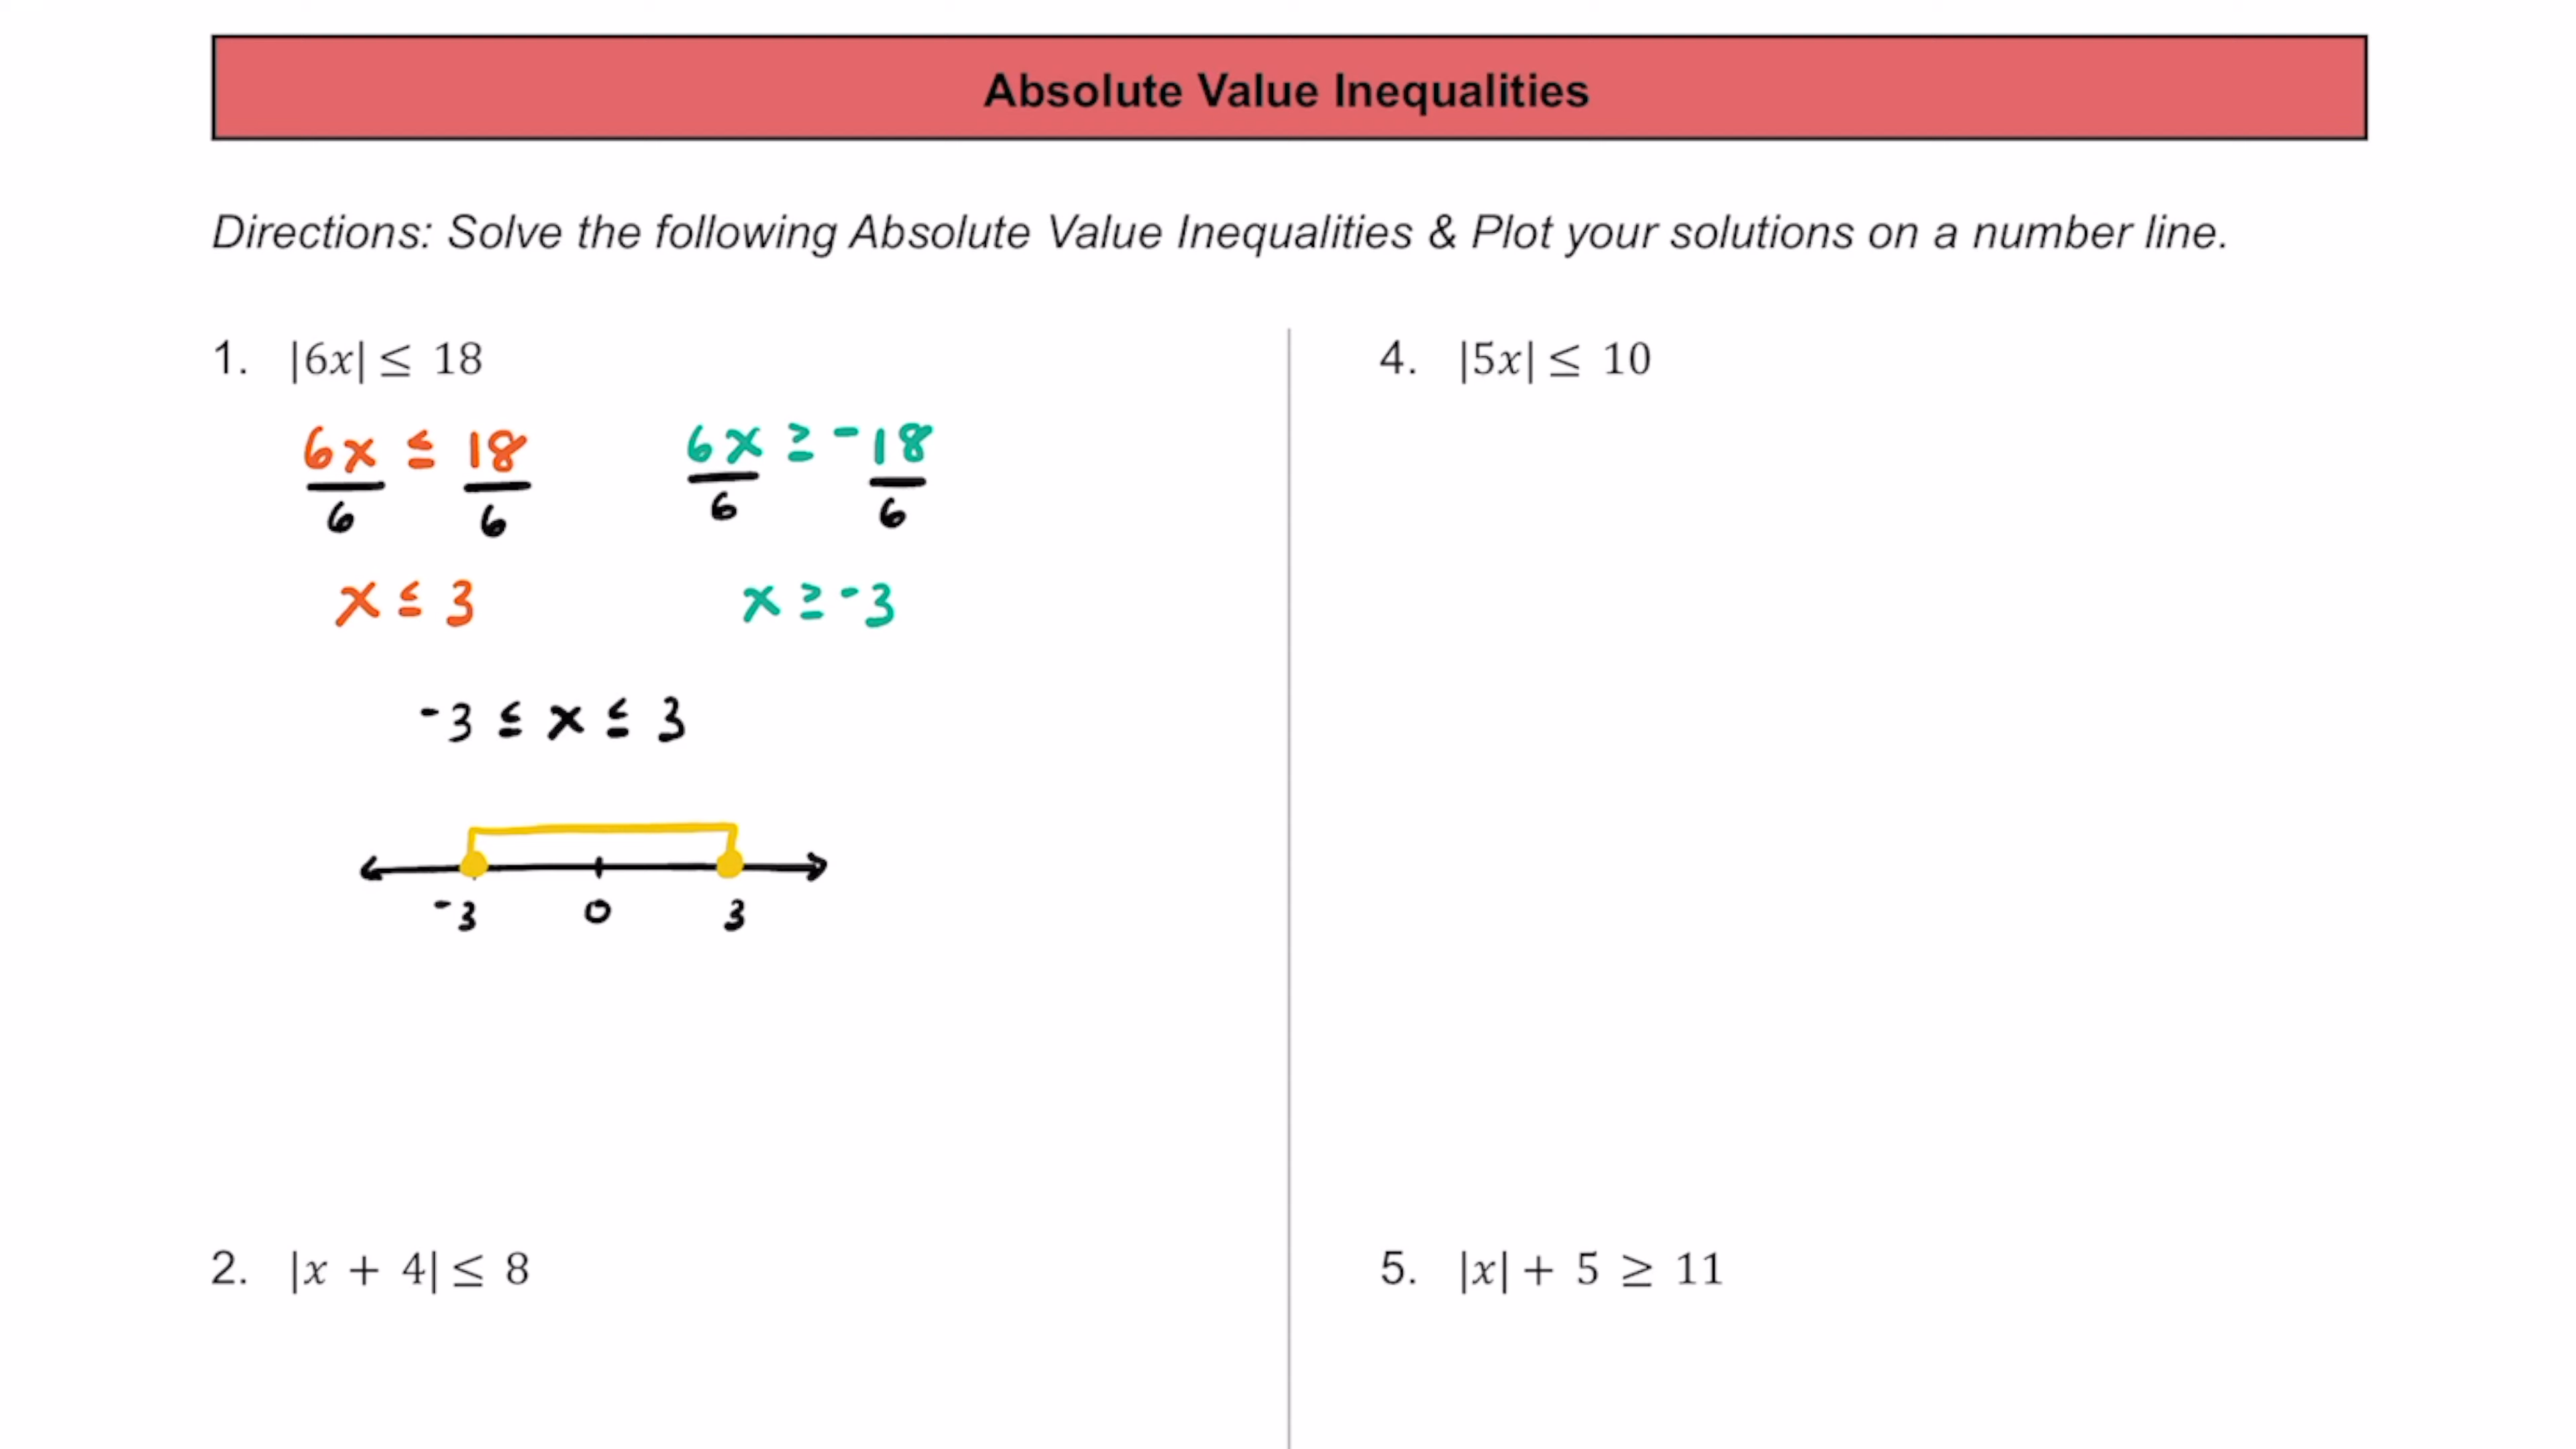 Absolute Value Inequalities
Directions: Solve the following Absolute Value Inequalities & Plot your solutions on a number line.
1. |6x| ≤ 18
6x ≤ 18
6 6
x ≤ 3
6x ≥ -18
6 6
x ≥ -3
-3 ≤ x ≤ 3
-3 0 3
2. |x + 4| ≤ 8
4. |5x| ≤ 10
5. |x| + 5 ≥ 11